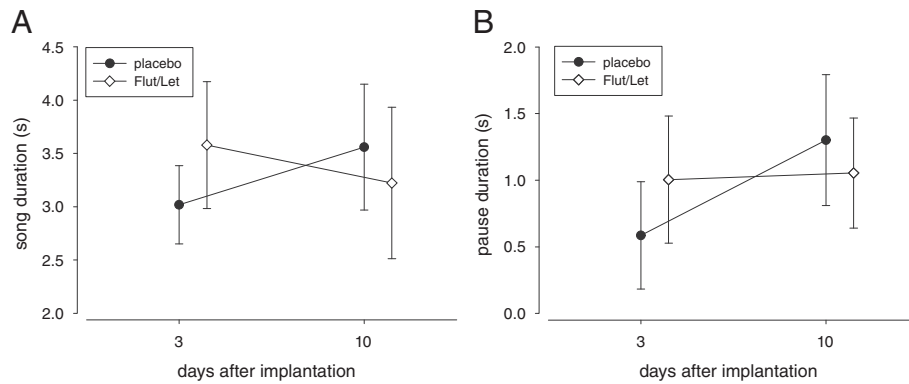 A
song duration (s)
4.5
4.0
3.5
3.0
2.5
2.0
placebo
Flut/Let
3
10
days after implantation
B
pause duration (s)
2.0
1.5
1.0
0.5
0.0
placebo
Flut/Let
3
10
days after implantation